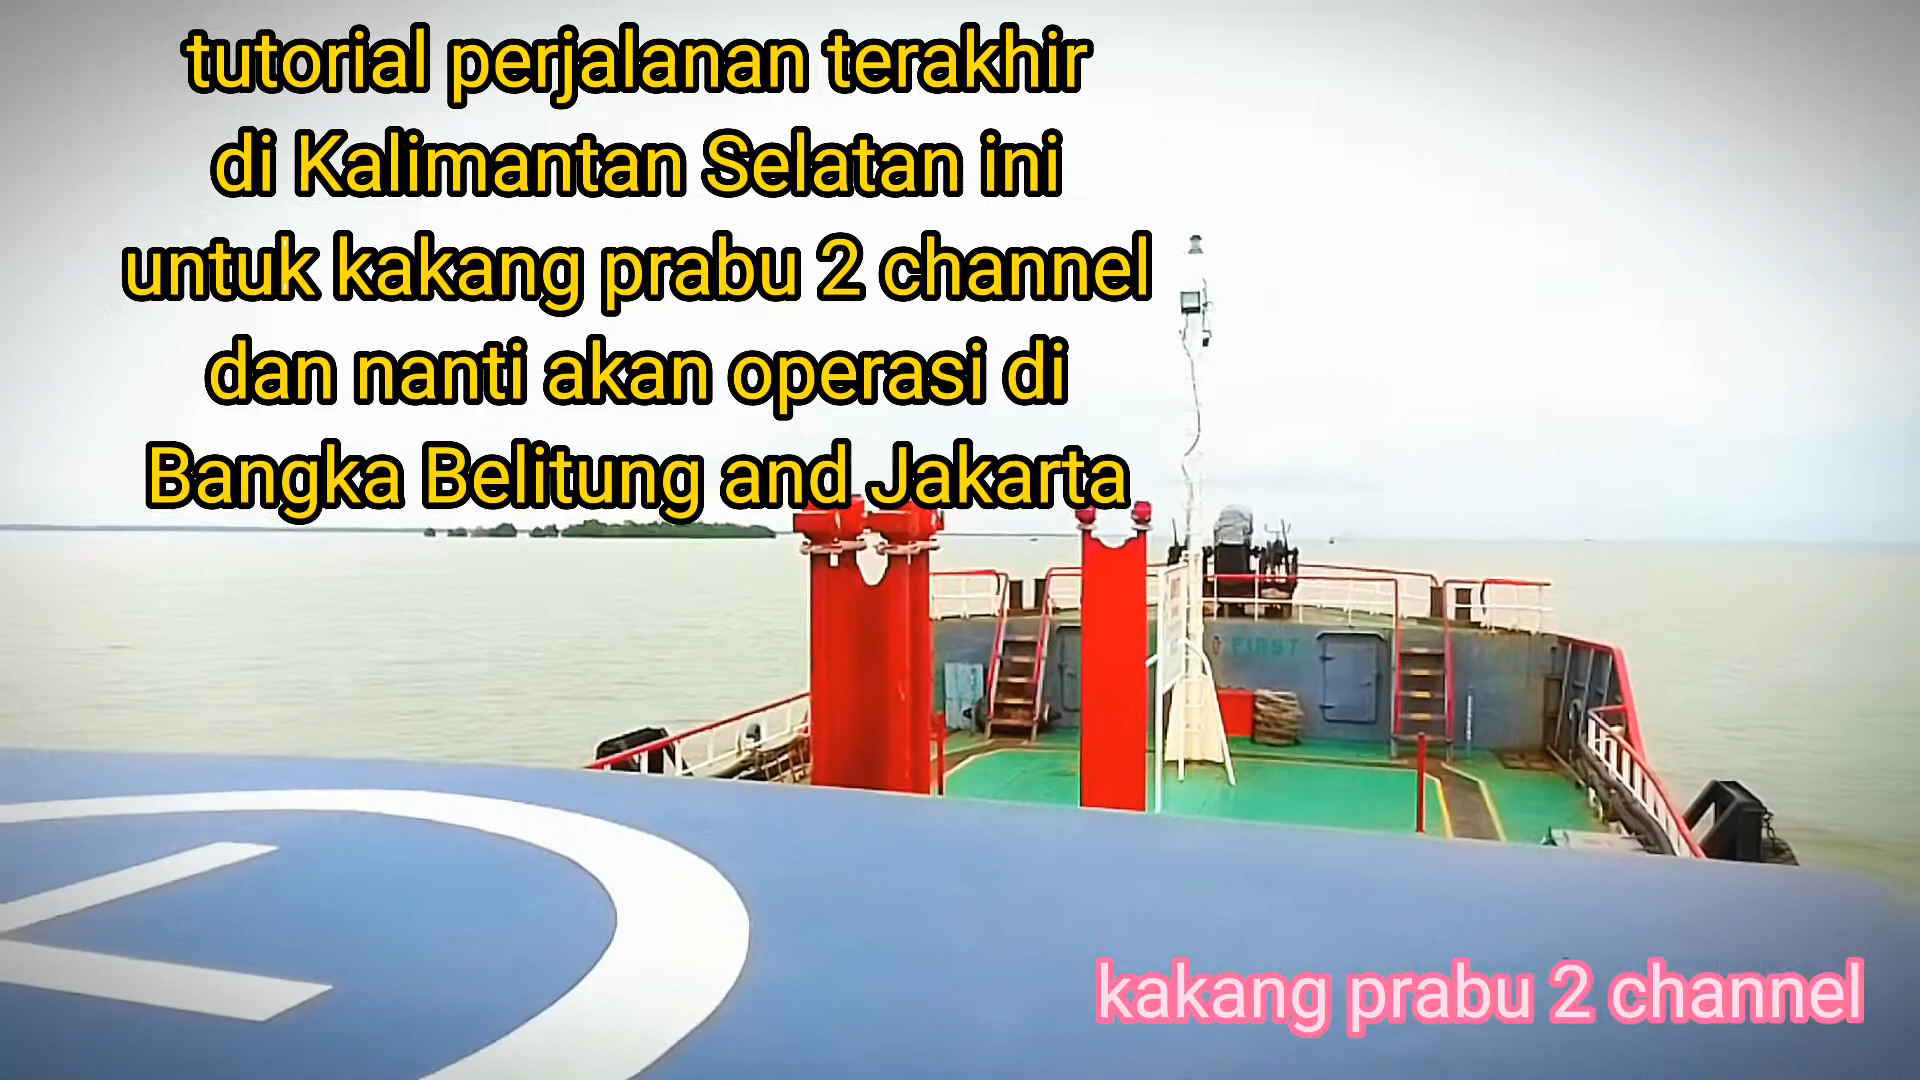 tutorial perjalanan terakhir
di Kalimantan Selatan ini
untuk kakang prabu 2 channel
dan nanti akan operasi di
Bangka Belitung and Jakarta
FIRST
kakang prabu 2 channel